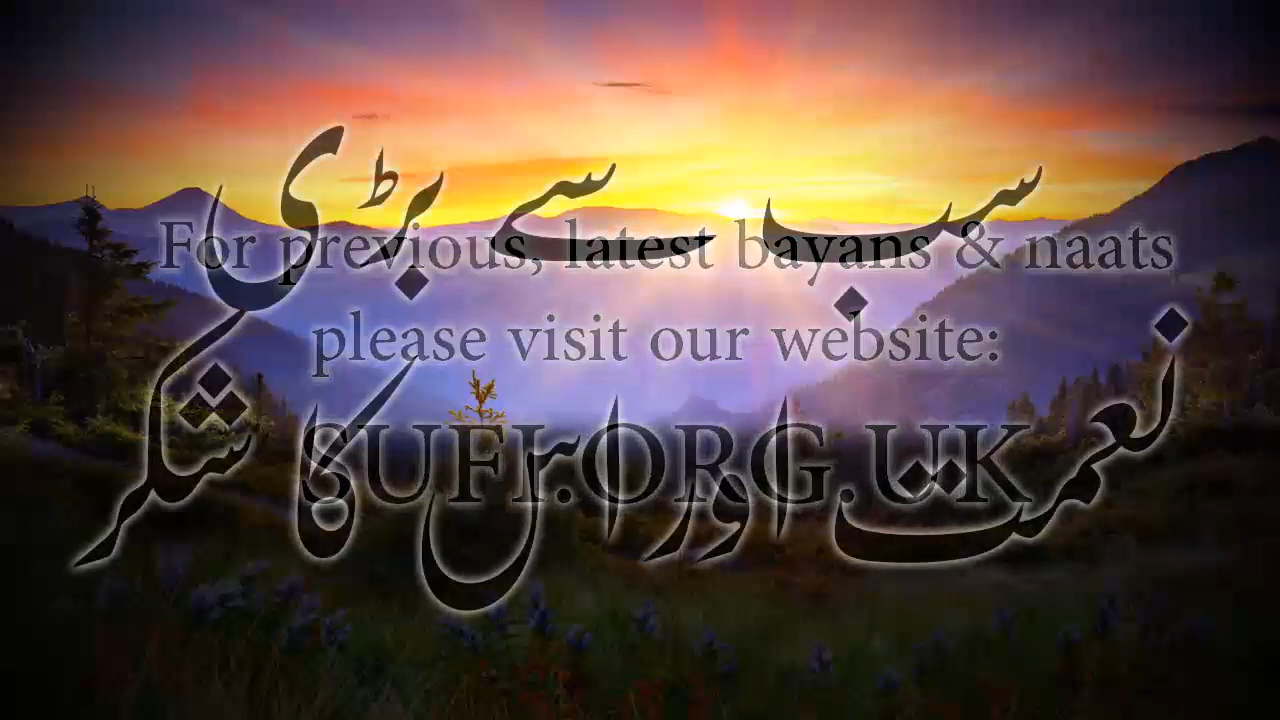 سب سے بڑی
For previous, latest bayans & naats
please visit our website:
نعمت اور اس کا شکر
SUFI.ORG.UK